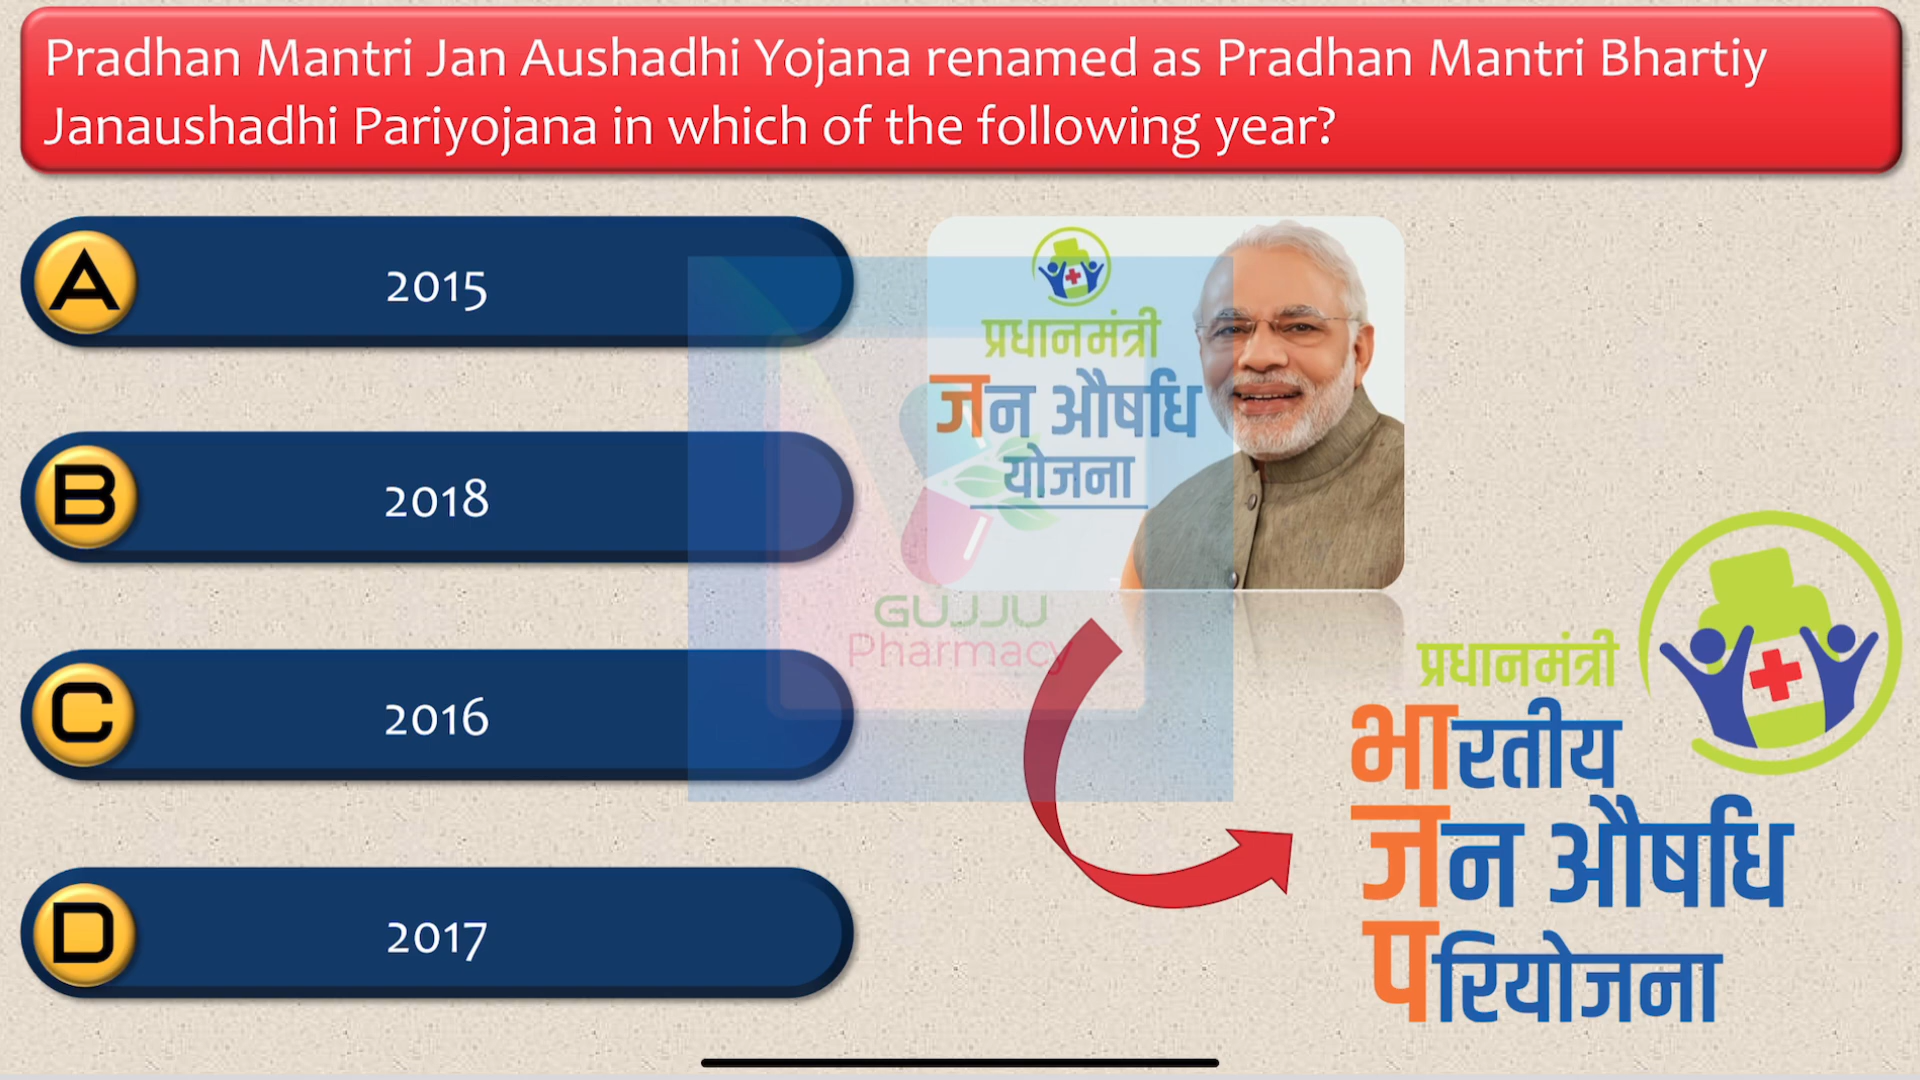 Pradhan Mantri Jan Aushadhi Yojana renamed as Pradhan Mantri Bhartiy
Janaushadhi Pariyojana in which of the following year?
A
2015
B
2018
C
2016
D
2017
प्रधानमंत्री
जन औषधि
योजना
GUJJU
Pharmacy
प्रधानमंत्री
भारतीय
जन औषधि
परियोजना